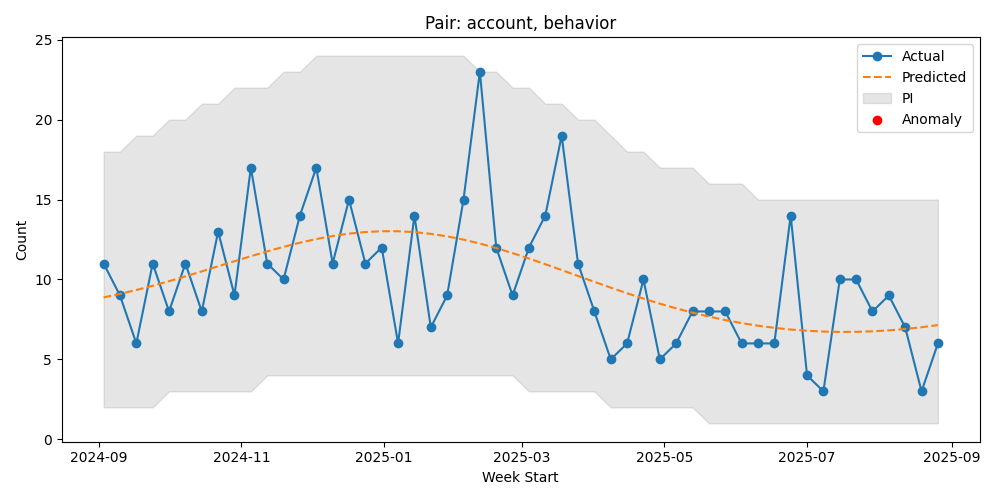 Pair: account, behavior
25
20
15
10
5
0
Count
Actual
Predicted
PI
Anomaly
2024-09
2024-11
2025-01
2025-03
2025-05
2025-07
2025-09
Week Start